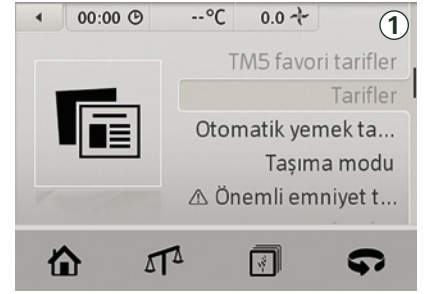 00:00 --°C 0.0 1
TM5 favori tarifler
Tarifler
Otomatik yemek ta...
Taşıma modu
⚠ Önemli emniyet t...